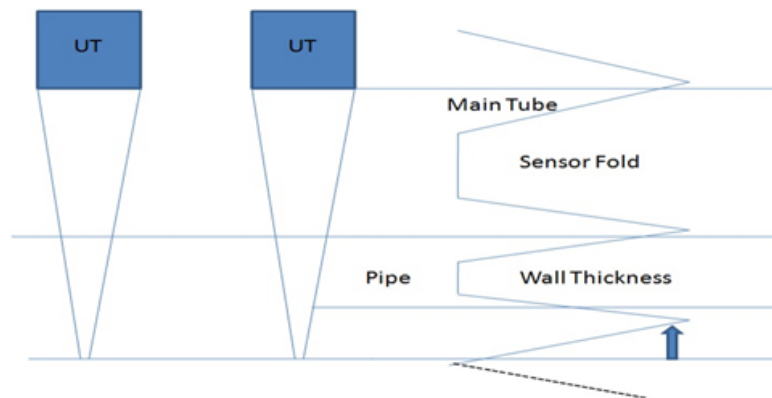 UT
UT
Main Tube
Sensor Fold
Pipe
Wall Thickness